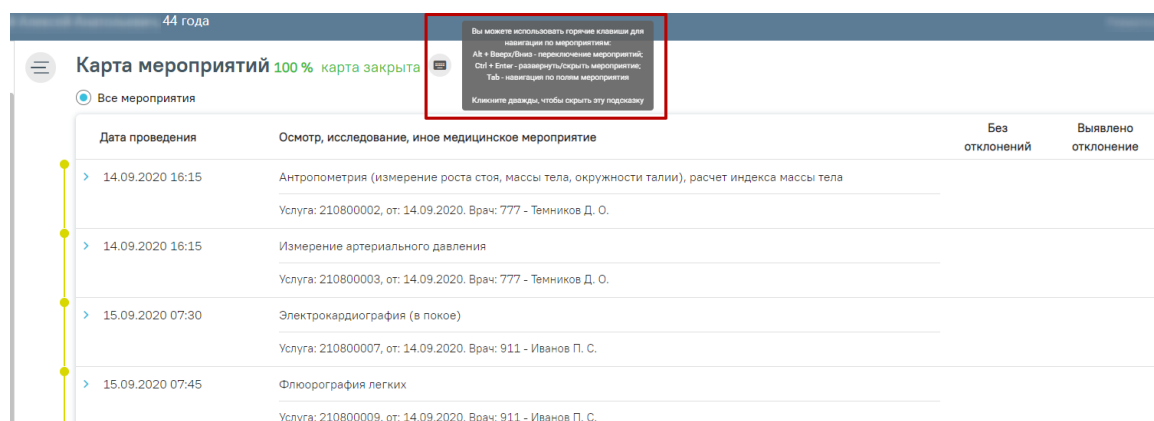 44 года
Вы можете использовать горячие клавиши для
навигации по мероприятиям:
Alt + Вверх/Вниз - переключение мероприятий;
Ctrl + Enter - развернуть/скрыть мероприятие;
Tab - навигация по полям мероприятия
Кликните дважды, чтобы скрыть эту подсказку
Карта мероприятий 100 % карта закрыта
Все мероприятия
Дата проведения Осмотр, исследование, иное медицинское мероприятие Без отклонений Выявлено отклонение
14.09.2020 16:15 Антропометрия (измерение роста стоя, массы тела, окружности талии), расчет индекса массы тела
Услуга: 210800002, от: 14.09.2020. Врач: 777 - Темников Д. О.
14.09.2020 16:15 Измерение артериального давления
Услуга: 210800003, от: 14.09.2020. Врач: 777 - Темников Д. О.
15.09.2020 07:30 Электрокардиография (в покое)
Услуга: 210800007, от: 14.09.2020. Врач: 911 - Иванов П. С.
15.09.2020 07:45 Флюорография легких
Услуга: 210800009, от: 14.09.2020. Врач: 911 - Иванов П. С.